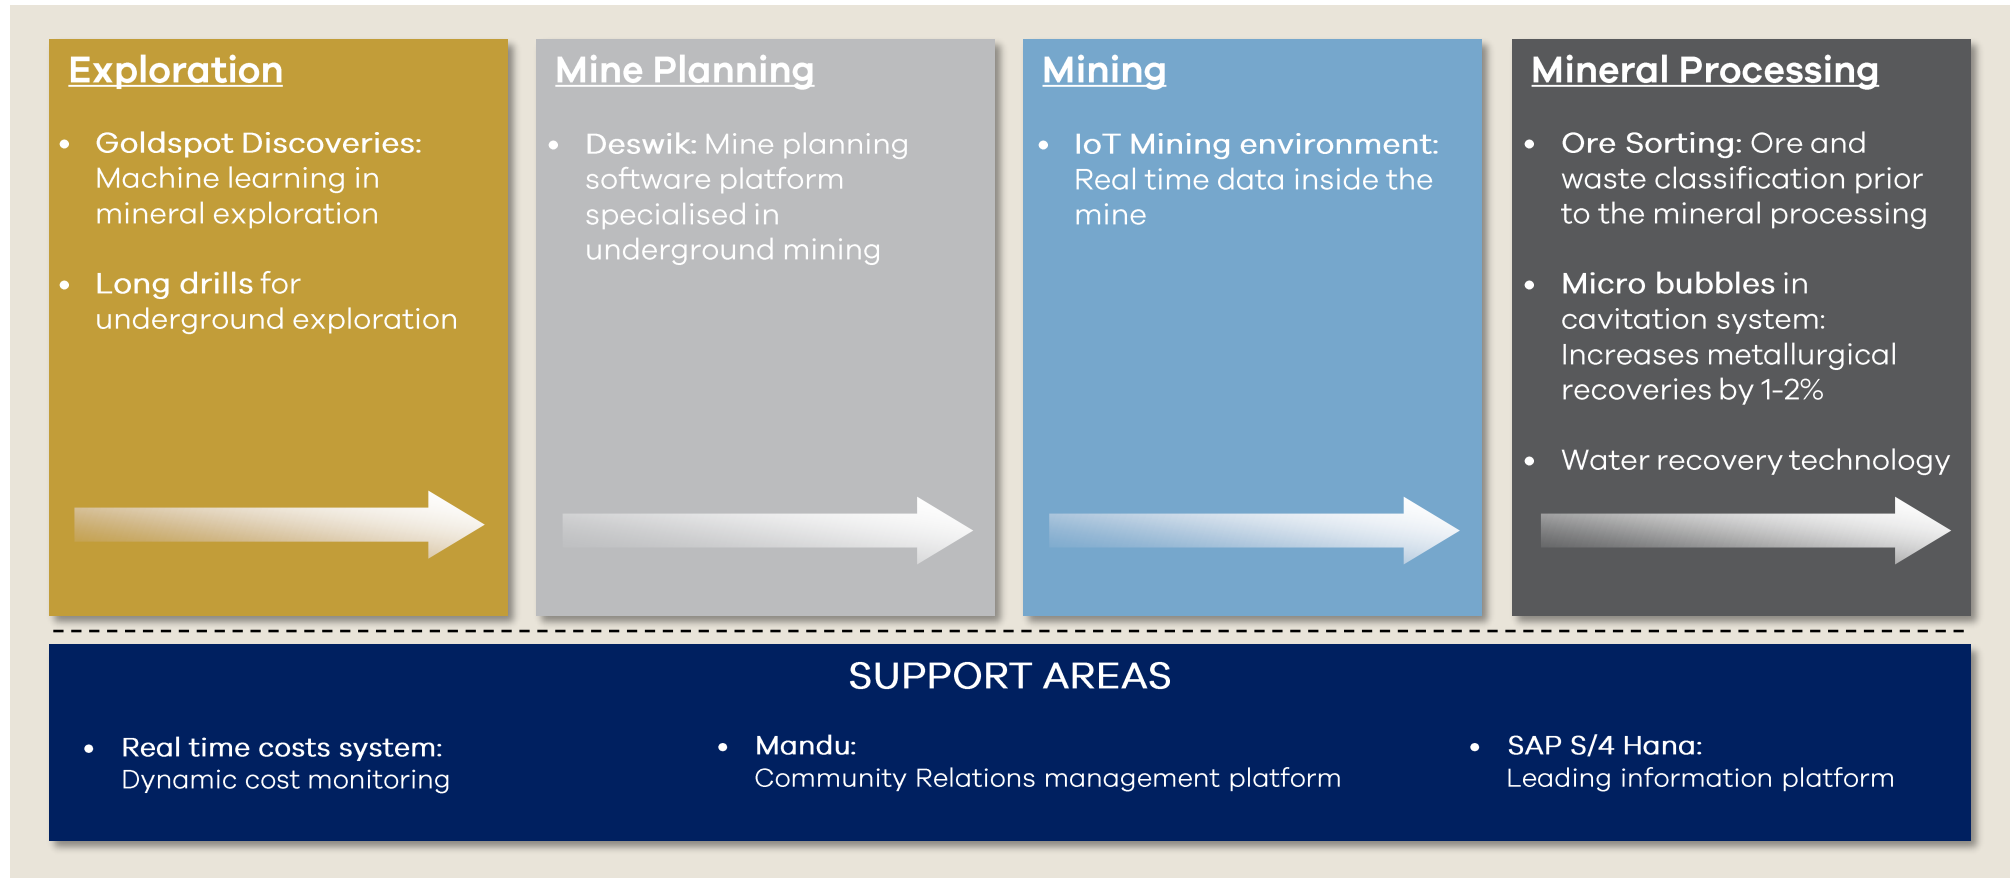 Exploration
• Goldspot Discoveries:
Machine learning in
mineral exploration
• Long drills for
underground exploration
Mine Planning
• Deswik: Mine planning
software platform
specialised in
underground mining
Mining
• IoT Mining environment:
Real time data inside the
mine
Mineral Processing
• Ore Sorting: Ore and
waste classification prior
to the mineral processing
• Micro bubbles in
cavitation system:
Increases metallurgical
recoveries by 1-2%
• Water recovery technology
SUPPORT AREAS
• Real time costs system:
Dynamic cost monitoring
• Mandu:
Community Relations management platform
• SAP S/4 Hana:
Leading information platform